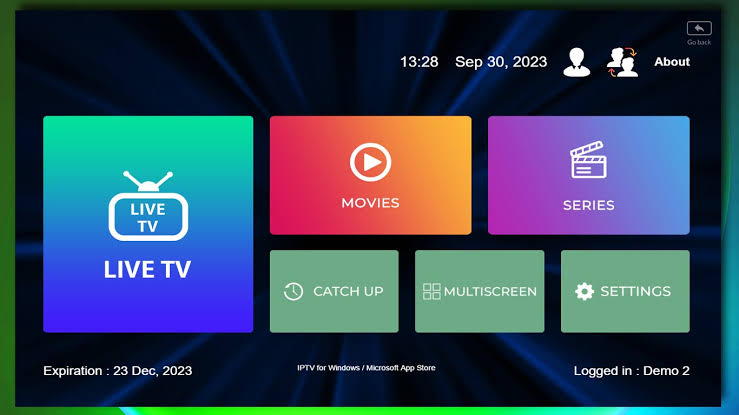 Go back
13:28 Sep 30, 2023 About
LIVE
TV
LIVE TV
MOVIES
SERIES
CATCH UP
MULTISCREEN
SETTINGS
Expiration : 23 Dec, 2023
IPTV for Windows / Microsoft App Store
Logged in : Demo 2